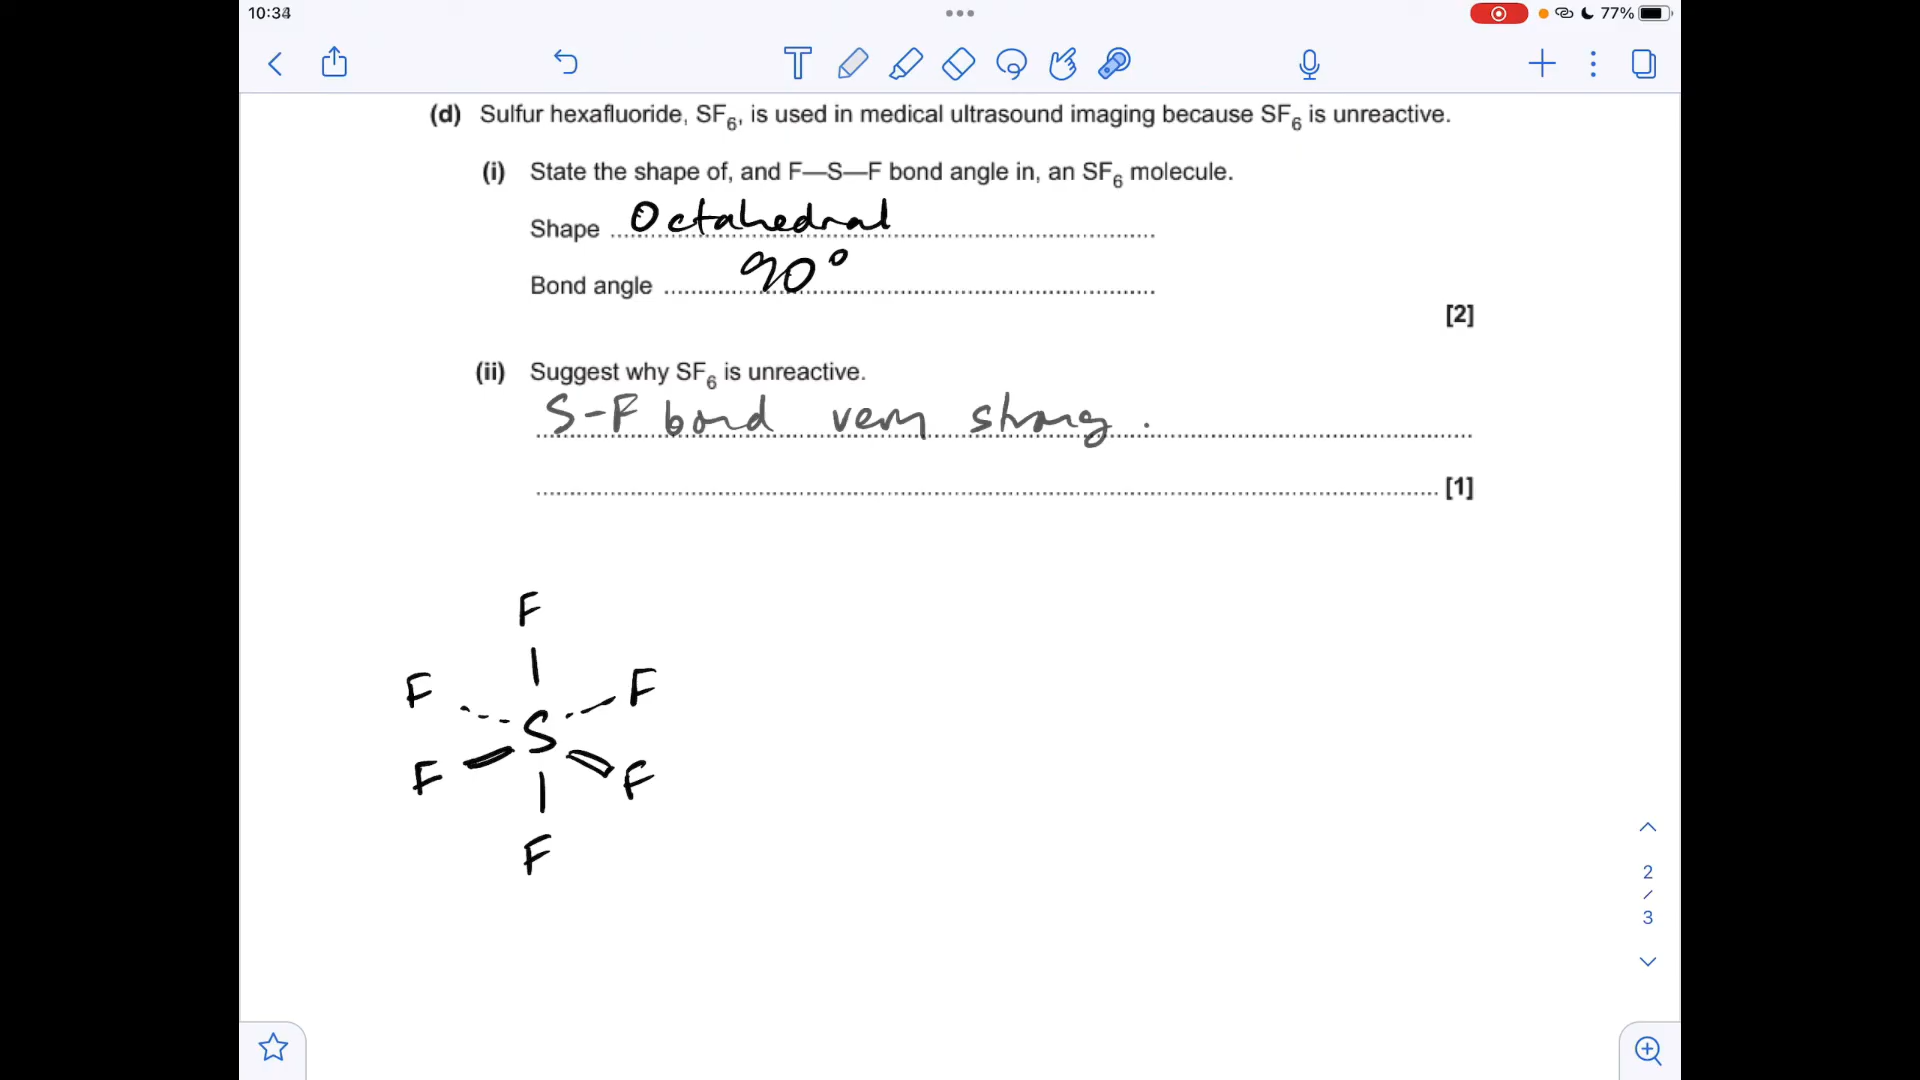 10:34
77%
(d) Sulfur hexafluoride, SF₆, is used in medical ultrasound imaging because SF₆ is unreactive.
(i) State the shape of, and F—S—F bond angle in, an SF₆ molecule.
Shape Octahedral
Bond angle 90°
[2]
(ii) Suggest why SF₆ is unreactive.
S-F bond very strong.
[1]
F
F F
S
F F
F
2
/
3